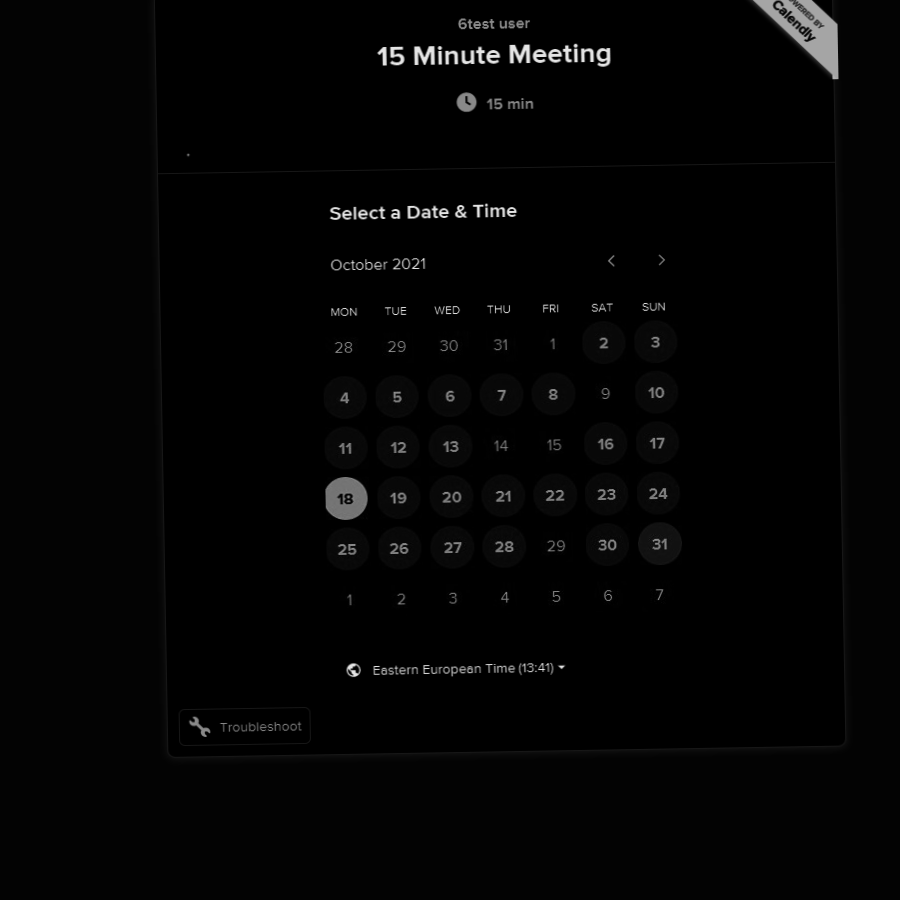 6test user
15 Minute Meeting
15 min
POWERED BY
Calendly
Select a Date & Time
October 2021
MON TUE WED THU FRI SAT SUN
28 29 30 31 1 2 3
4 5 6 7 8 9 10
11 12 13 14 15 16 17
18 19 20 21 22 23 24
25 26 27 28 29 30 31
1 2 3 4 5 6 7
Eastern European Time (13:41)
Troubleshoot